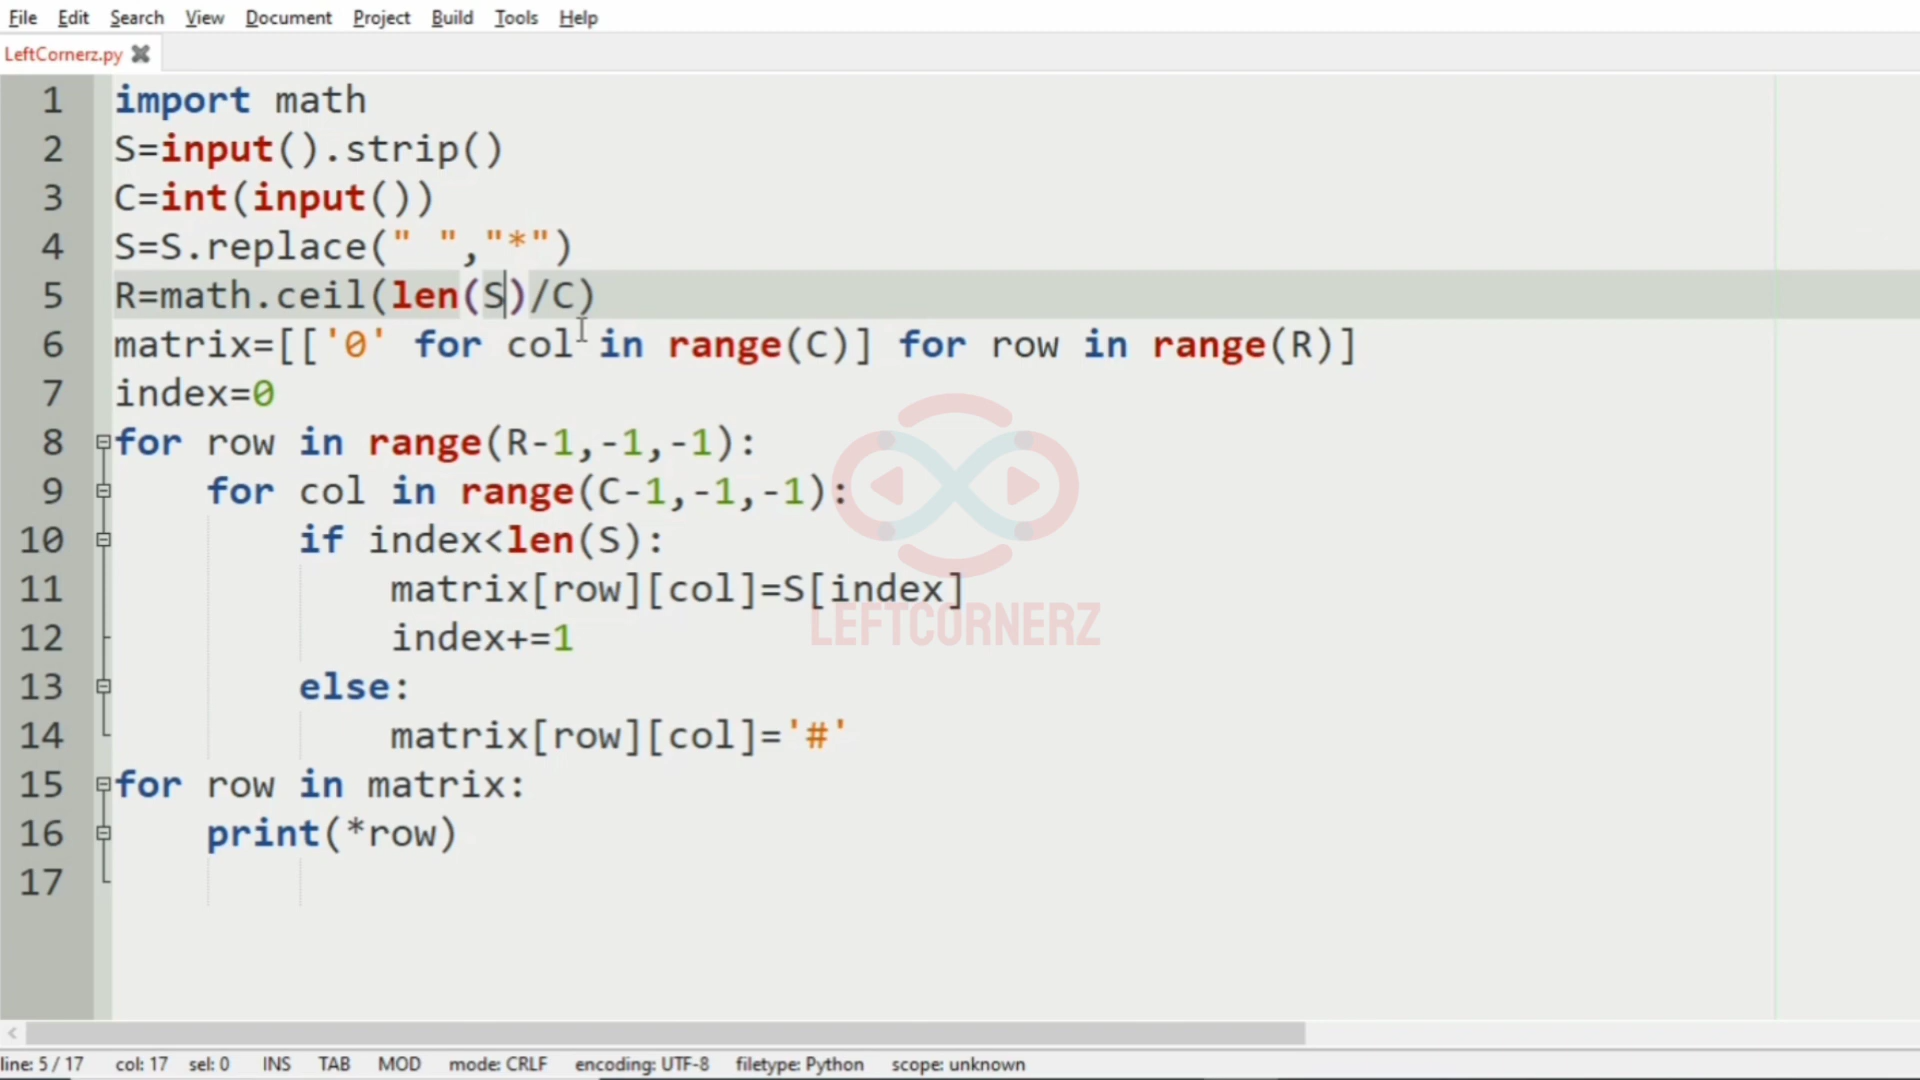 File Edit Search View Document Project Build Tools Help
LeftCornerz.py
1 import math
2 S=input().strip()
3 C=int(input())
4 S=S.replace(" ","*")
5 R=math.ceil(len(S)/C)
6 matrix=[['0' for col in range(C)] for row in range(R)]
7 index=0
8 for row in range(R-1,-1,-1):
9     for col in range(C-1,-1,-1):
10         if index<len(S):
11             matrix[row][col]=S[index]
12             index+=1
13         else:
14             matrix[row][col]='#'
15 for row in matrix:
16     print(*row)
17
LEFTCORNERZ
line: 5 / 17 col: 17 sel: 0 INS TAB MOD mode: CRLF encoding: UTF-8 filetype: Python scope: unknown